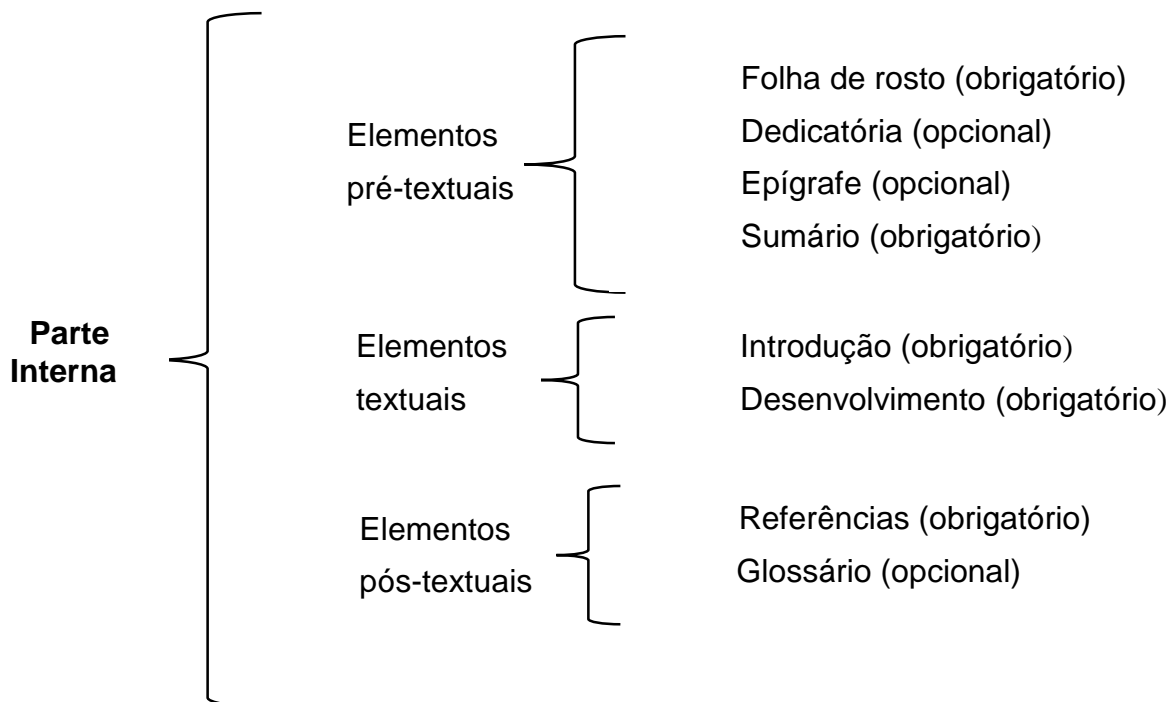 Parte
Interna
Elementos
pré-textuais
Folha de rosto (obrigatório)
Dedicatória (opcional)
Epígrafe (opcional)
Sumário (obrigatório)
Elementos
textuais
Introdução (obrigatório)
Desenvolvimento (obrigatório)
Elementos
pós-textuais
Referências (obrigatório)
Glossário (opcional)